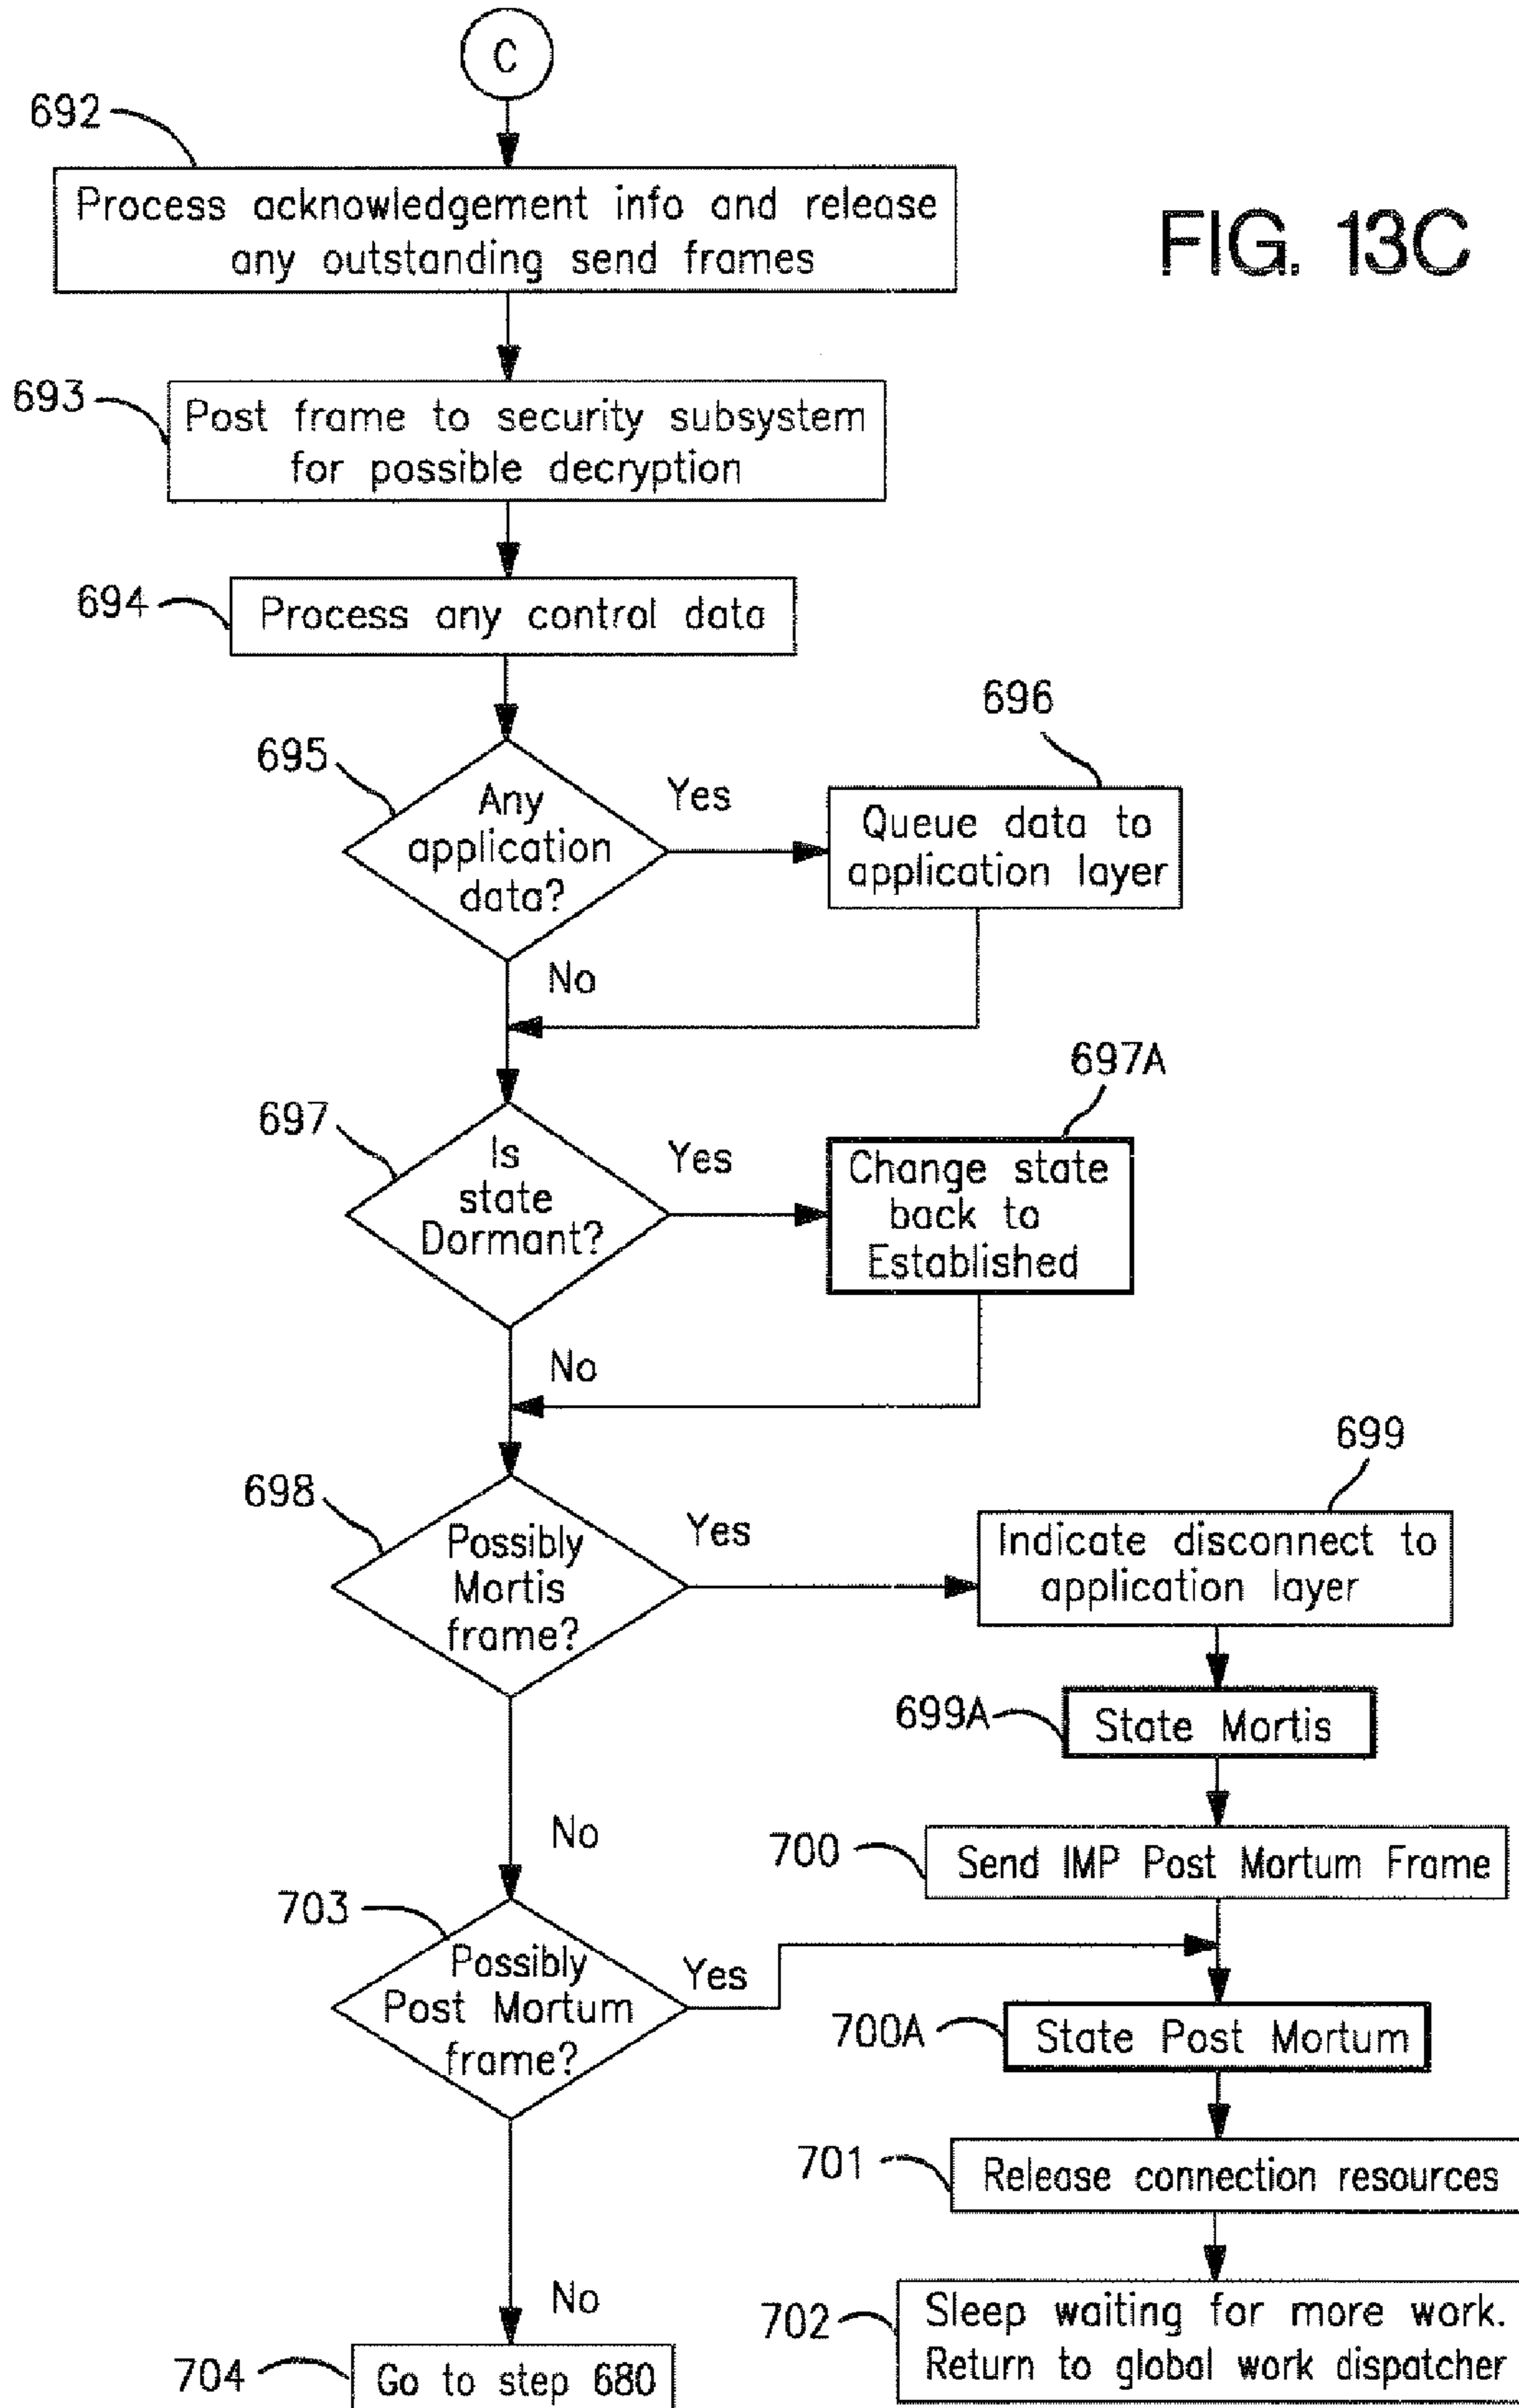 C
692
Process acknowledgement info and release
any outstanding send frames
FIG. 13C
693
Post frame to security subsystem
for possible decryption
694
Process any control data
695
Any
application
data?
Yes
696
Queue data to
application layer
No
697
Is
state
Dormant?
Yes
697A
Change state
back to
Established
No
698
Possibly
Mortis
frame?
Yes
699
Indicate disconnect to
application layer
699A
State Mortis
No
700
Send IMP Post Mortum Frame
703
Possibly
Post Mortum
frame?
Yes
700A
State Post Mortum
701
Release connection resources
No
702
Sleep waiting for more work.
Return to global work dispatcher
704
Go to step 680